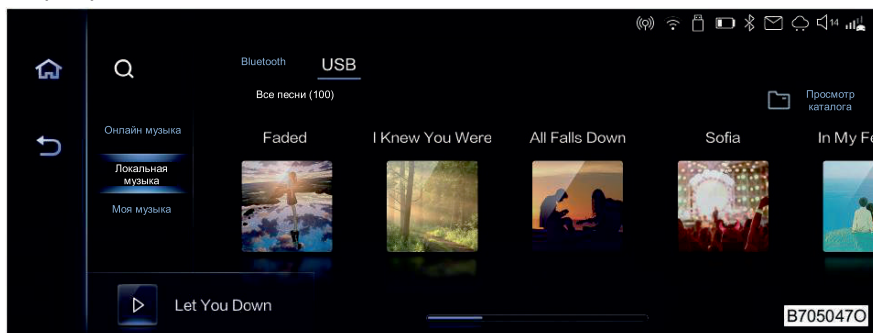 14
Bluetooth
USB
Все песни (100)
Просмотр
каталога
Онлайн музыка
Локальная
музыка
Моя музыка
Faded
I Knew You Were
All Falls Down
Sofia
In My Fe
Let You Down
B705047O